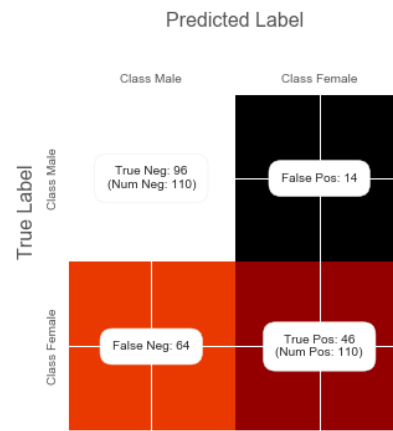 Predicted Label
Class Male
Class Female
True Label
Class Male
True Neg: 96
(Num Neg: 110)
False Pos: 14
Class Female
False Neg: 64
True Pos: 46
(Num Pos: 110)